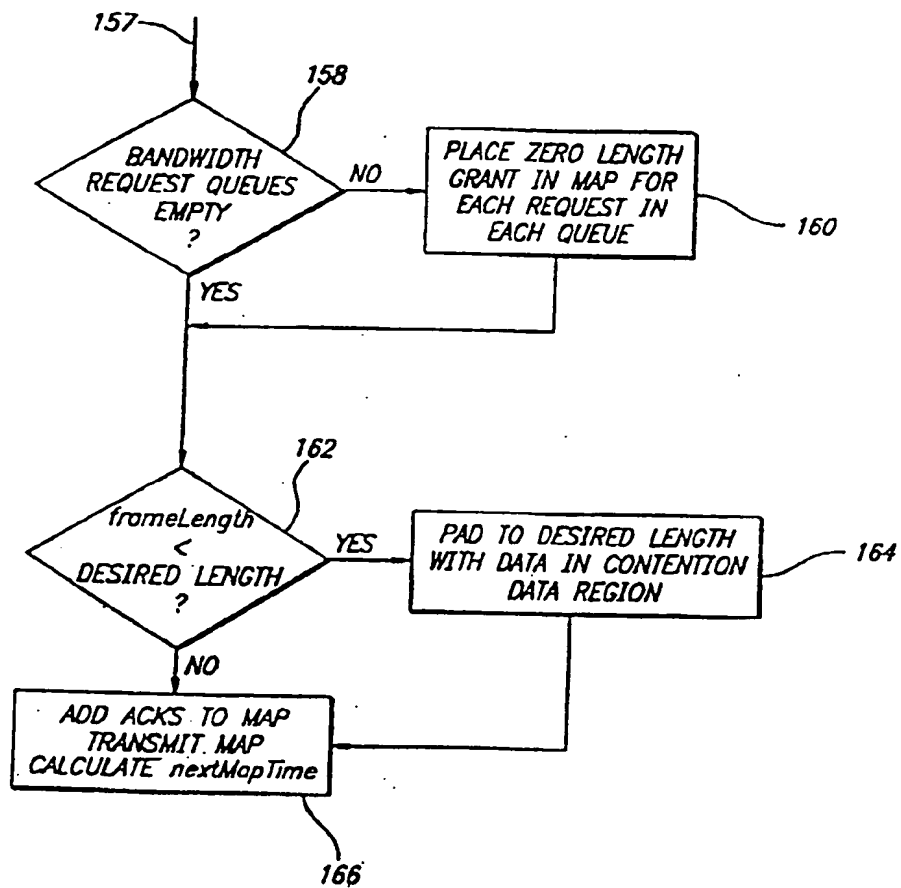 157
158
BANDWIDTH
REQUEST QUEUES
EMPTY
?
NO
PLACE ZERO LENGTH
GRANT IN MAP FOR
EACH REQUEST IN
EACH QUEUE
160
YES
162
frameLength
<
DESIRED LENGTH
?
YES
PAD TO DESIRED LENGTH
WITH DATA IN CONTENTION
DATA REGION
164
NO
ADD ACKS TO MAP
TRANSMIT MAP
CALCULATE nextMapTime
166